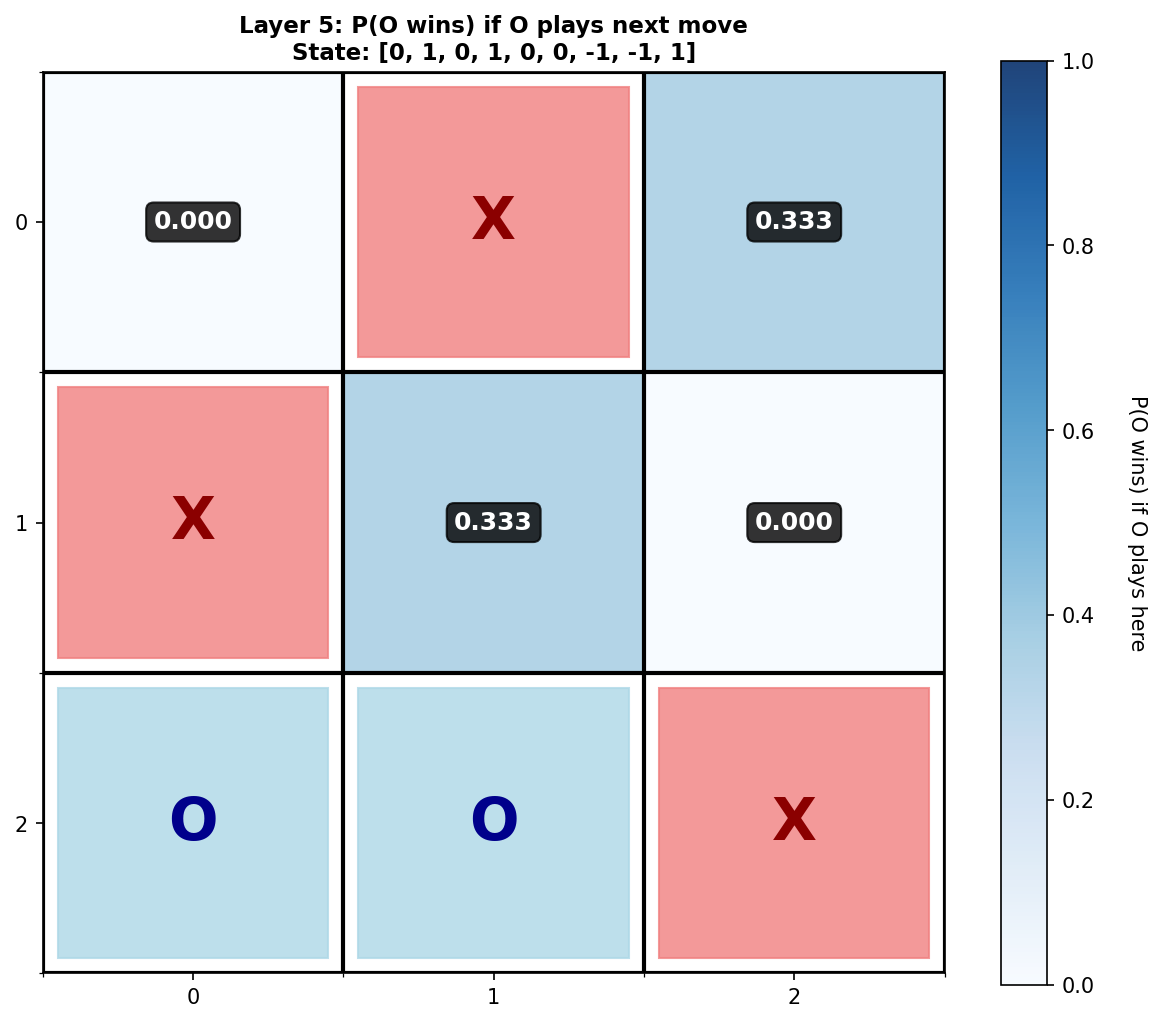 Layer 5: P(O wins) if O plays next move
State: [0, 1, 0, 1, 0, 0, -1, -1, 1]
0
0.000
X
0.333
1
X
0.333
0.000
2
O
O
X
0
1
2
1.0
0.8
0.6
0.4
0.2
0.0
P(O wins) if O plays here